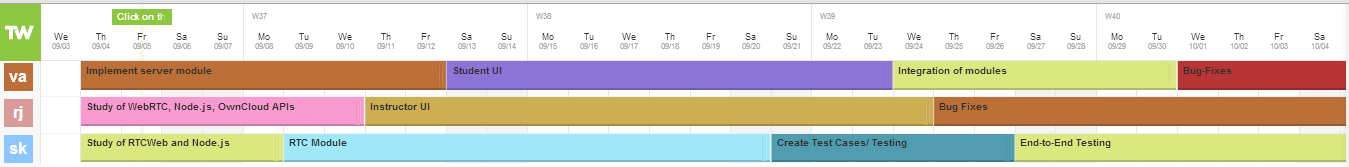 TW
Click on th
W37
W38
W39
W40
We Th Fr Sa Su Mo Tu We Th Fr Sa Su Mo Tu We Th Fr Sa Su Mo Tu We Th Fr Sa Su Mo Tu We Th Fr Sa
09/03 09/04 09/05 09/06 09/07 09/08 09/09 09/10 09/11 09/12 09/13 09/14 09/15 09/16 09/17 09/18 09/19 09/20 09/21 09/22 09/23 09/24 09/25 09/26 09/27 09/28 09/29 09/30 10/01 10/02 10/03 10/04
va Implement server module Student UI Integration of modules Bug-Fixes
rj Study of WebRTC, Node.js, OwnCloud APIs Instructor UI Bug Fixes
sk Study of RTCWeb and Node.js RTC Module Create Test Cases/ Testing End-to-End Testing